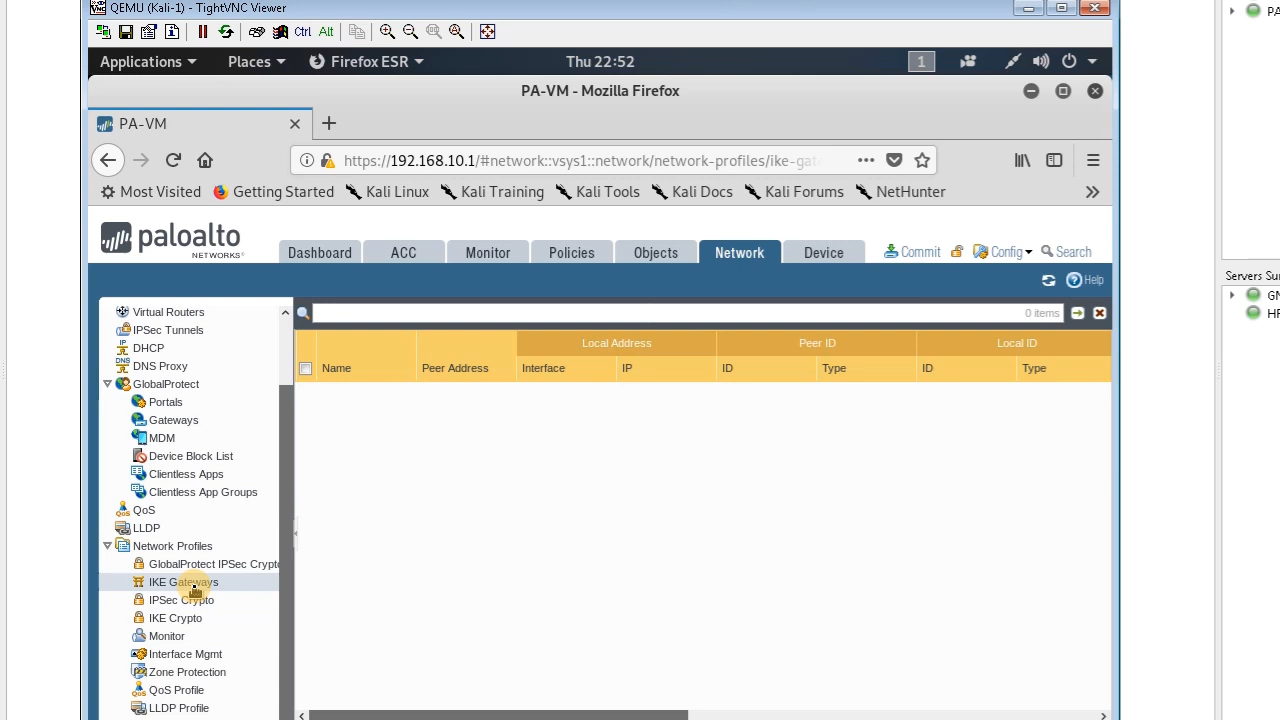 QEMU (Kali-1) - TightVNC Viewer
PA
Ctrl Alt
Applications Places Firefox ESR Thu 22:52 1
PA-VM - Mozilla Firefox
PA-VM
https://192.168.10.1/#network::vsys1::network/network-profiles/ike-gate
Most Visited Getting Started Kali Linux Kali Training Kali Tools Kali Docs Kali Forums NetHunter
paloalto
NETWORKS®
Dashboard ACC Monitor Policies Objects Network Device Commit Config Search
Help
Servers Su
GN
HF
0 items
Virtual Routers
IPSec Tunnels
DHCP
DNS Proxy
GlobalProtect
Portals
Gateways
MDM
Device Block List
Clientless Apps
Clientless App Groups
QoS
LLDP
Network Profiles
GlobalProtect IPSec Crypto
IKE Gateways
IPSec Crypto
IKE Crypto
Monitor
Interface Mgmt
Zone Protection
QoS Profile
LLDP Profile
Local Address Peer ID Local ID
Name Peer Address Interface IP ID Type ID Type